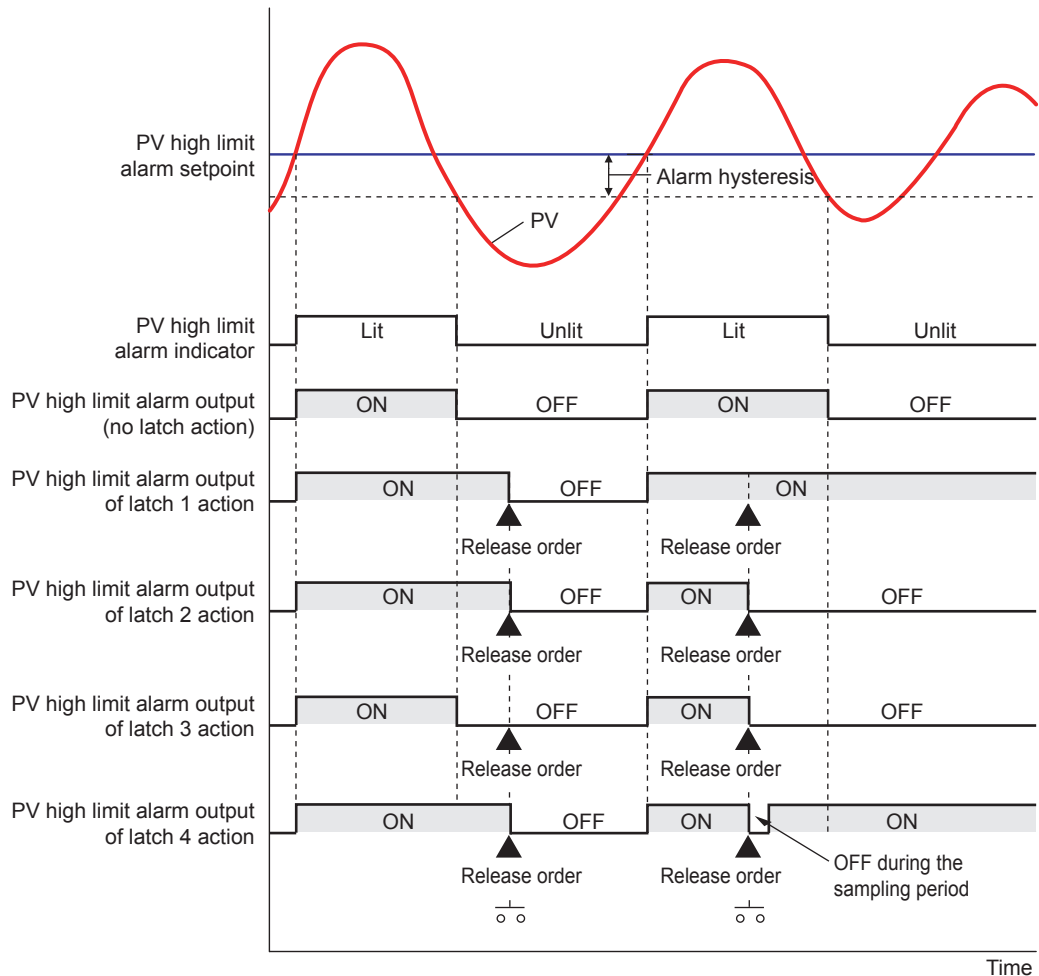 PV high limit
alarm setpoint
Alarm hysteresis
PV
PV high limit
alarm indicator
Lit
Unlit
Lit
Unlit
PV high limit alarm output
(no latch action)
ON
OFF
ON
OFF
PV high limit alarm output
of latch 1 action
ON
OFF
ON
Release order
Release order
PV high limit alarm output
of latch 2 action
ON
OFF
ON
OFF
Release order
Release order
PV high limit alarm output
of latch 3 action
ON
OFF
ON
OFF
Release order
Release order
PV high limit alarm output
of latch 4 action
ON
OFF
ON
ON
Release order
Release order
OFF during the
sampling period
Time